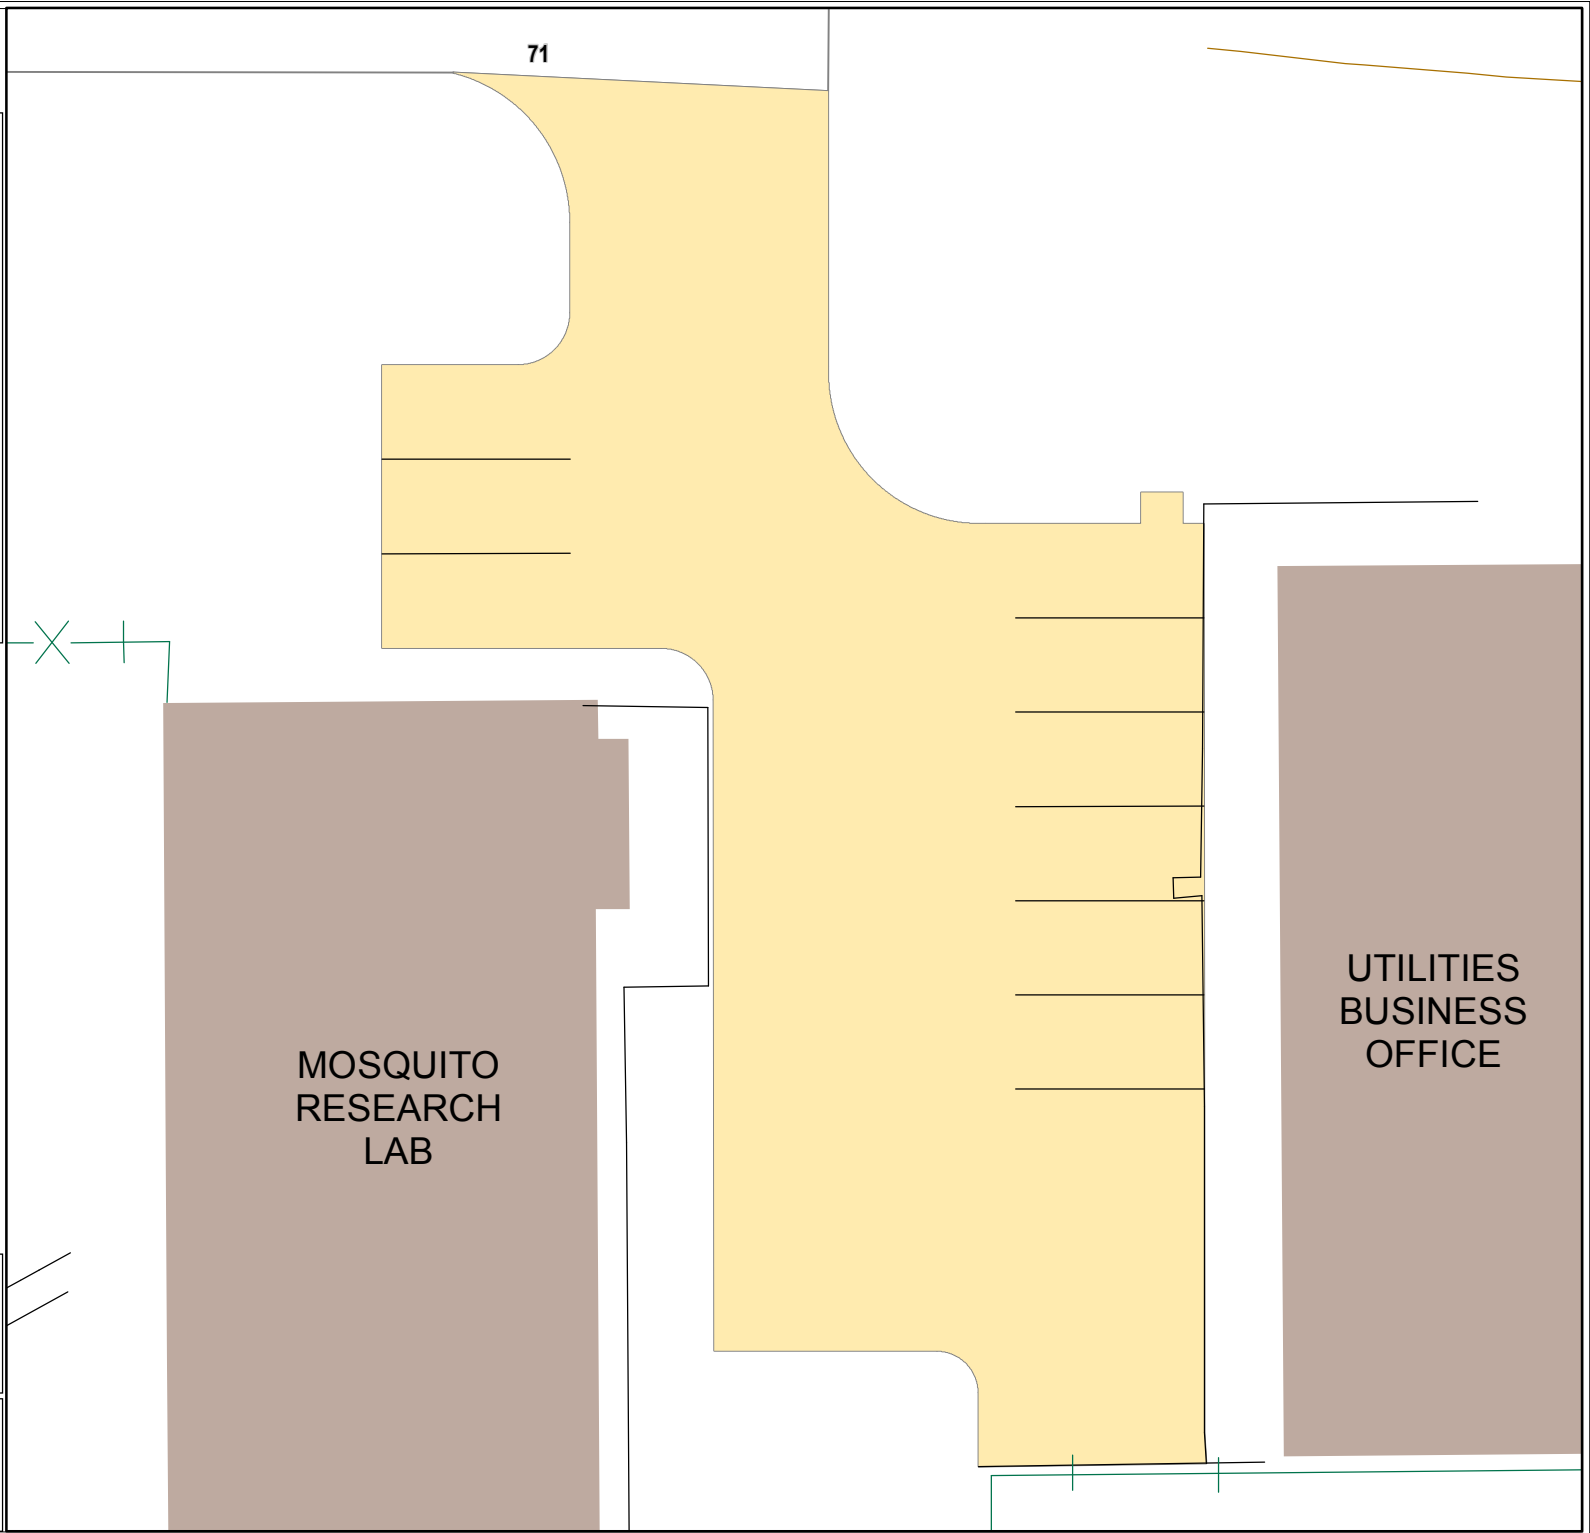 71
UTILITIES
BUSINESS
OFFICE
MOSQUITO
RESEARCH
LAB